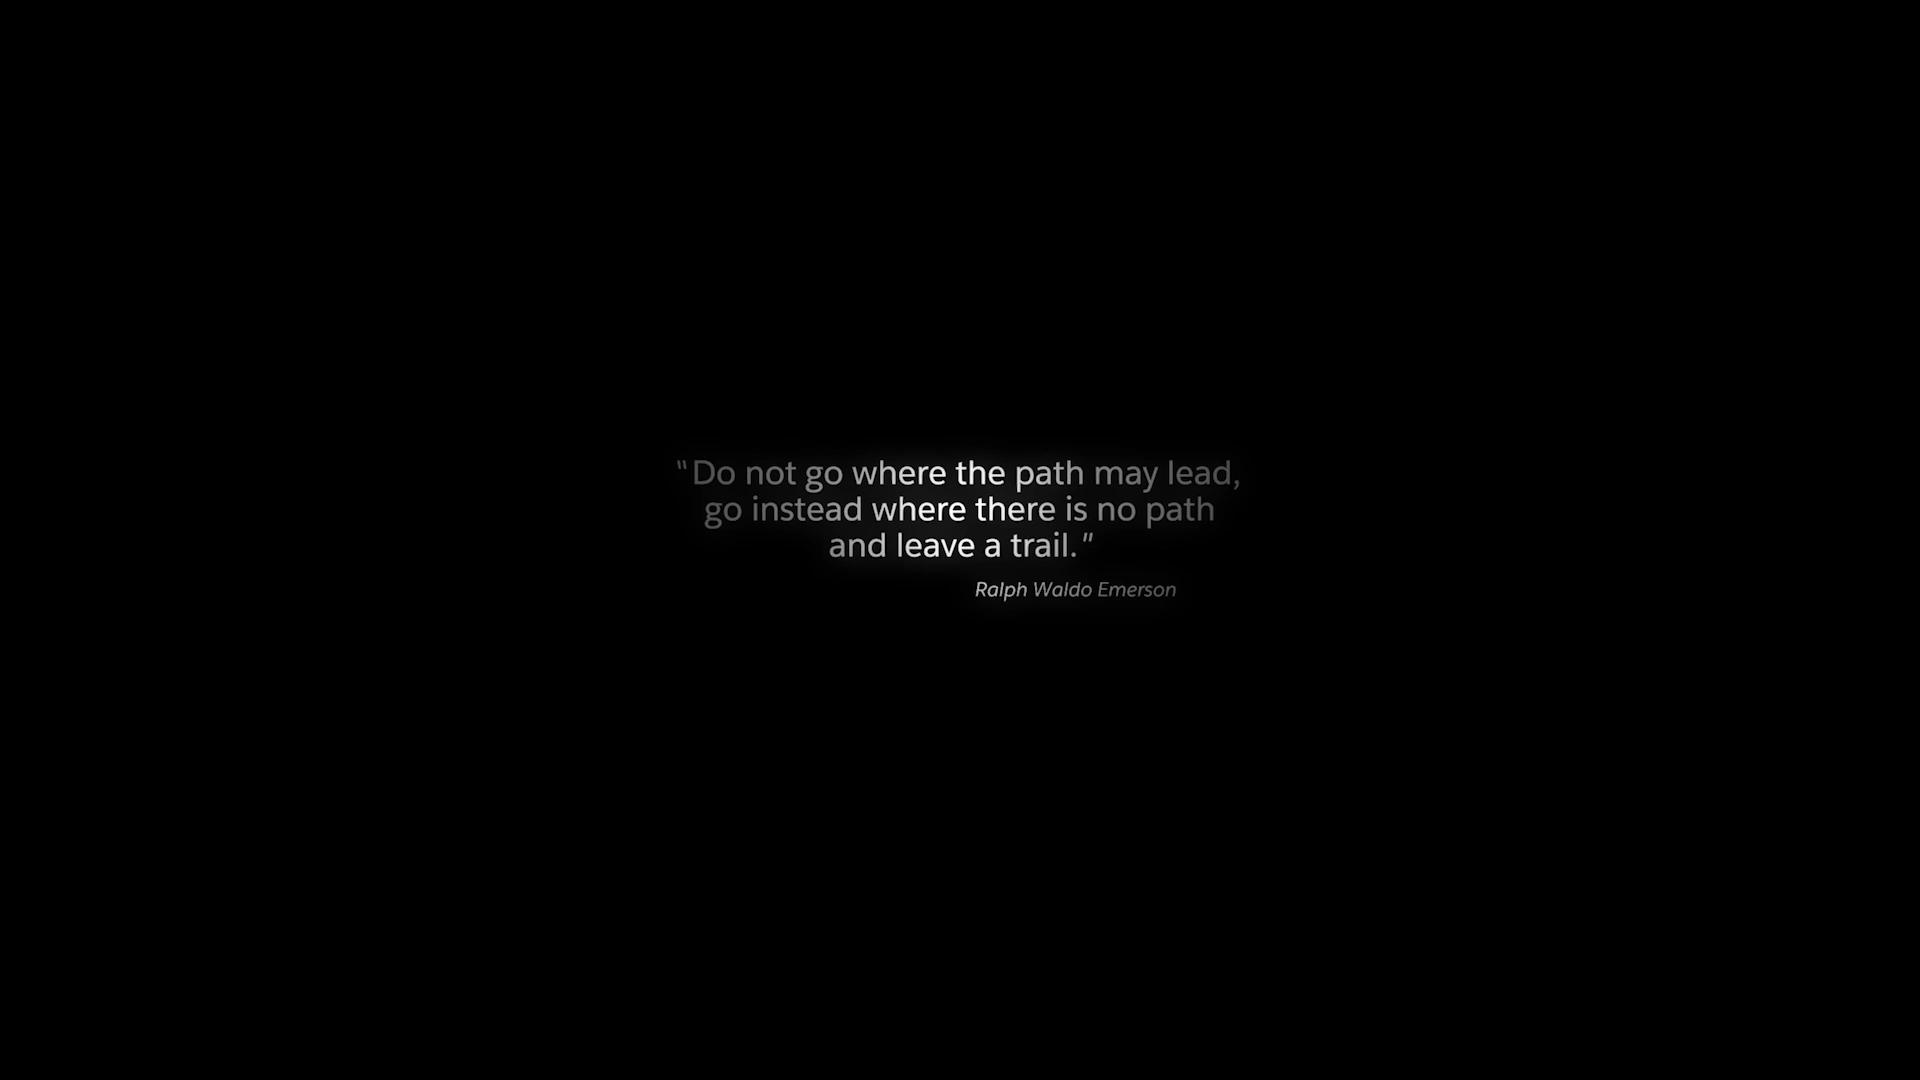 "Do not go where the path may lead,
go instead where there is no path
and leave a trail."
Ralph Waldo Emerson